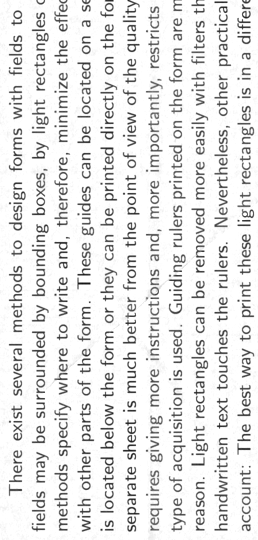 There exist several methods to design forms with fields to
fields may be surrounded by bounding boxes, by light rectangles
methods specify where to write and, therefore, minimize the effec
with other parts of the form. These guides can be located on a se
is located below the form or they can be printed directly on the for
separate sheet is much better from the point of view of the quality
requires giving more instructions and, more importantly, restricts
type of acquisition is used. Guiding rulers printed on the form are m
reason. Light rectangles can be removed more easily with filters th
handwritten text touches the rulers. Nevertheless, other practical
account: The best way to print these light rectangles is in a differe